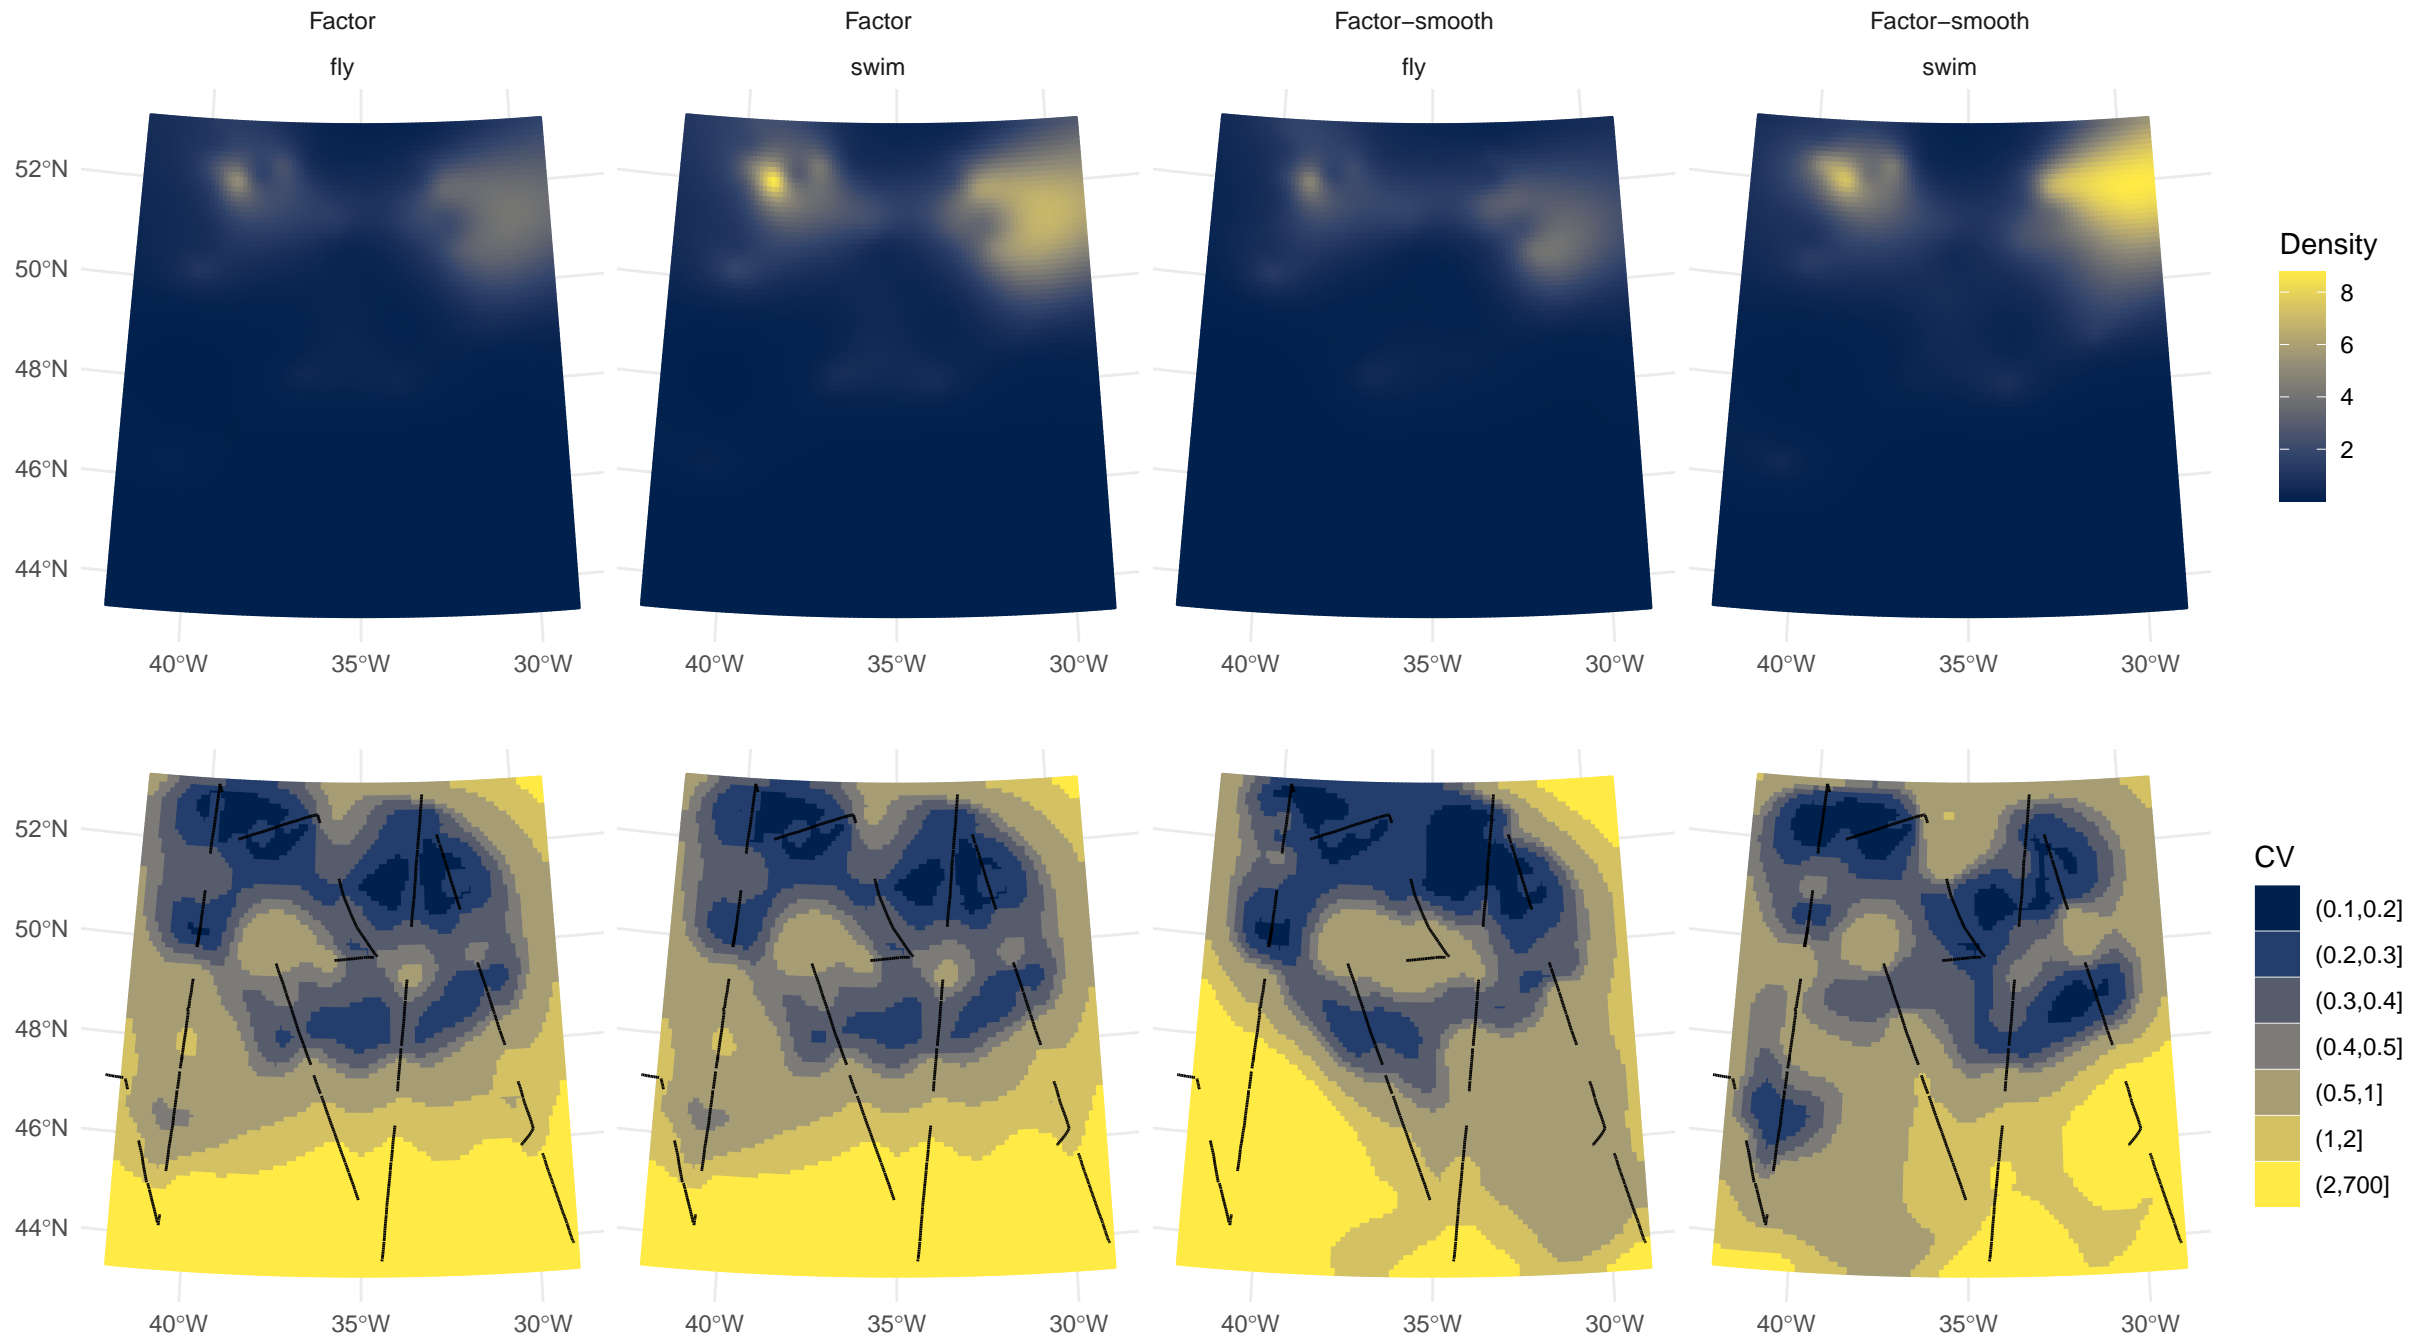 Factor
Factor
Factor−smooth
Factor−smooth
fly
swim
fly
swim
52°N
50°N
48°N
46°N
44°N
40°W
35°W
30°W
40°W
35°W
30°W
40°W
35°W
30°W
40°W
35°W
30°W
Density
8
6
4
2
52°N
50°N
48°N
46°N
44°N
40°W
35°W
30°W
40°W
35°W
30°W
40°W
35°W
30°W
40°W
35°W
30°W
CV
(0.1,0.2]
(0.2,0.3]
(0.3,0.4]
(0.4,0.5]
(0.5,1]
(1,2]
(2,700]